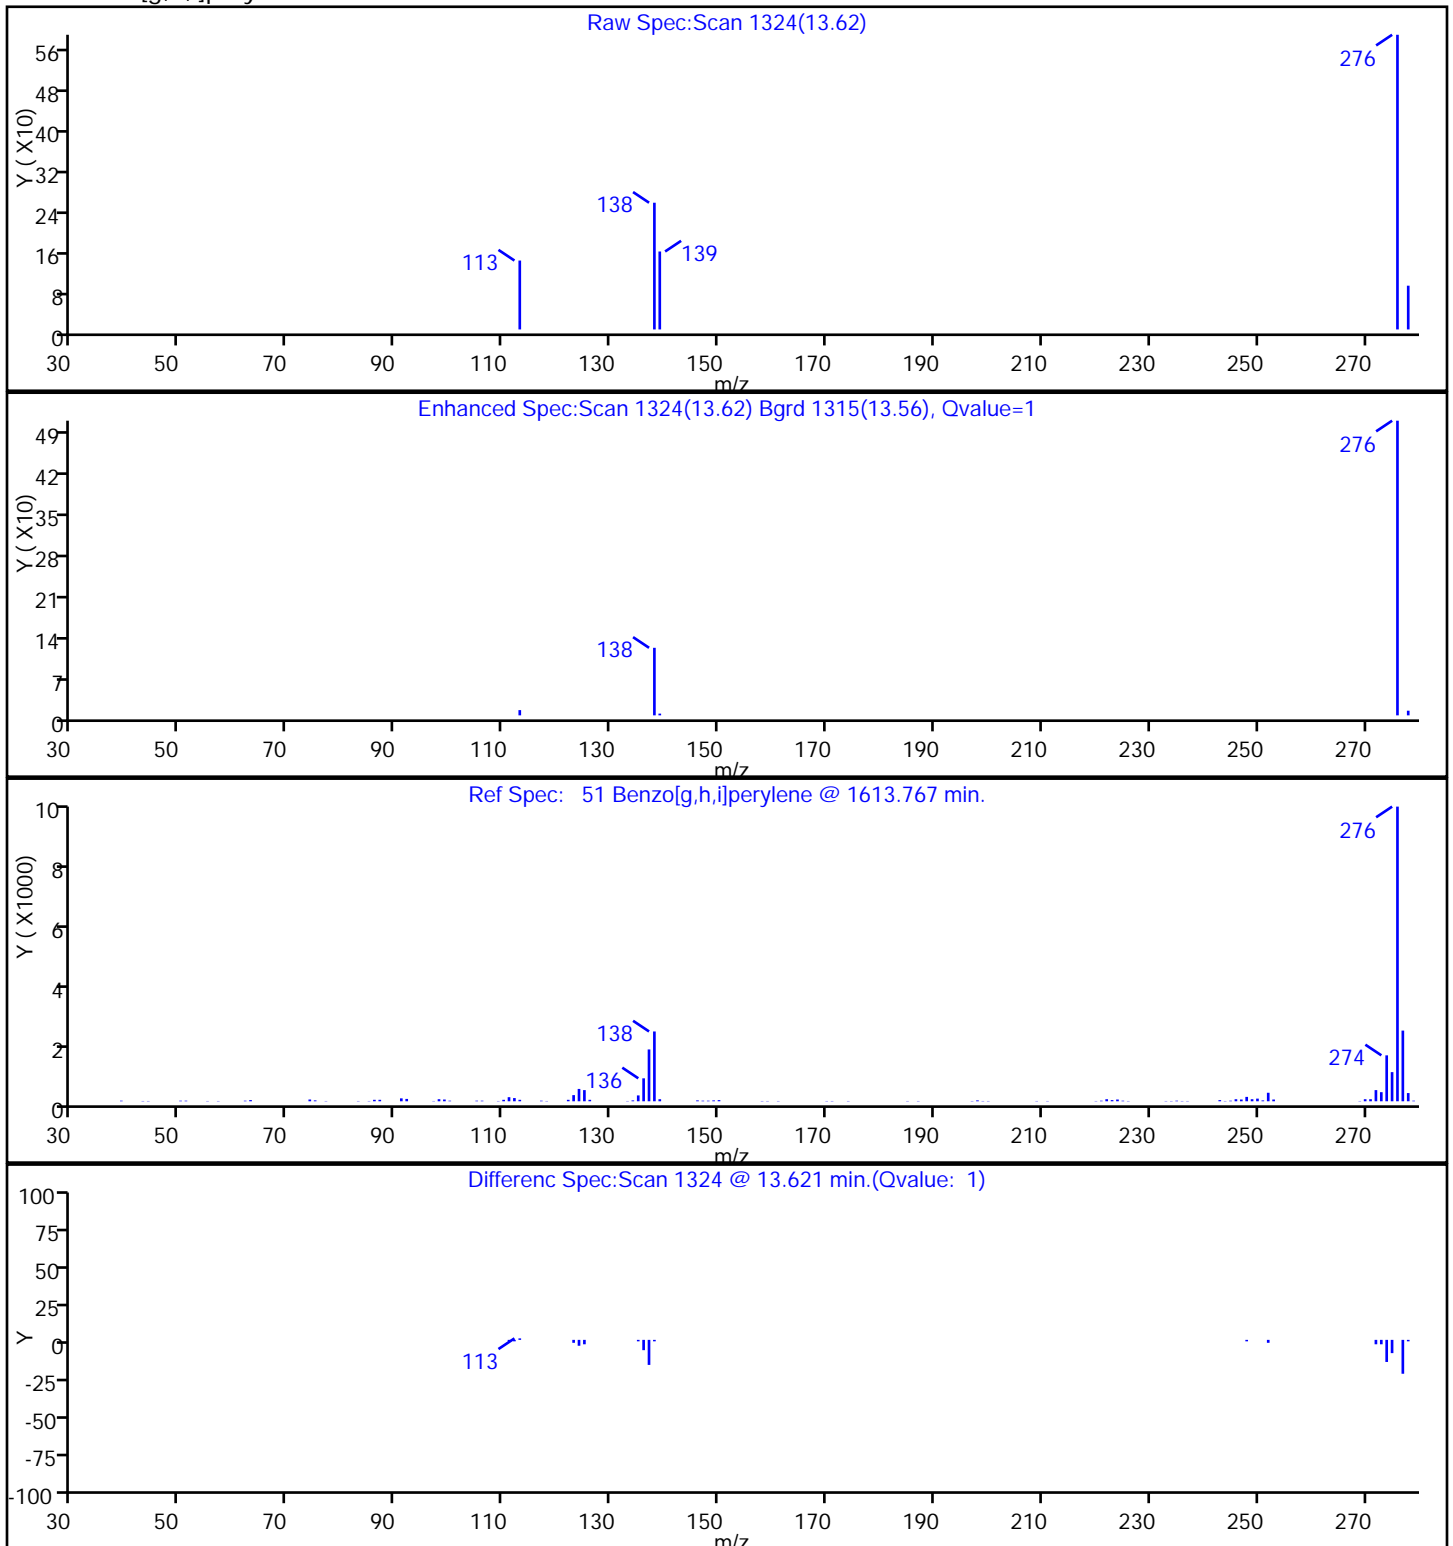 Raw Spec:Scan 1324(13.62)
56
48
40
32
24
16
8
0
Y ( X10)
276
138
139
113
30 50 70 90 110 130 150 170 190 210 230 250 270
m/z
Enhanced Spec:Scan 1324(13.62) Bgrd 1315(13.56), Qvalue=1
49
42
35
28
21
14
7
0
Y ( X10)
276
138
30 50 70 90 110 130 150 170 190 210 230 250 270
m/z
Ref Spec: 51 Benzo[g,h,i]perylene @ 1613.767 min.
10
8
6
4
2
0
Y ( X1000)
276
138
136
274
30 50 70 90 110 130 150 170 190 210 230 250 270
m/z
Differenc Spec:Scan 1324 @ 13.621 min.(Qvalue: 1)
100
75
50
25
0
-25
-50
-75
-100
Y
113
30 50 70 90 110 130 150 170 190 210 230 250 270
m/z